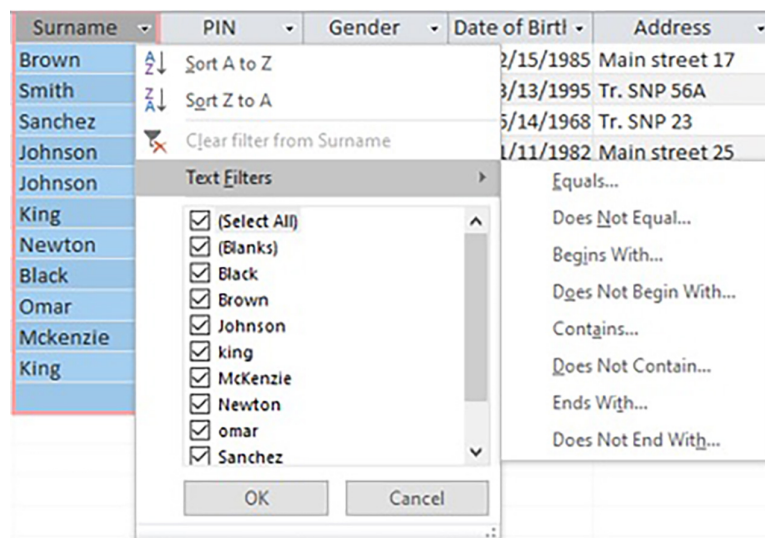 Surname PIN Gender Date of Birtl Address
Brown 2/15/1985 Main street 17
Smith /13/1995 Tr. SNP 56A
Sanchez /14/1968 Tr. SNP 23
Johnson /11/1982 Main street 25
Johnson
King
Newton
Black
Omar
Mckenzie
King
Sort A to Z
Sort Z to A
Clear filter from Surname
Text Filters
(Select All)
(Blanks)
Black
Brown
Johnson
king
McKenzie
Newton
omar
Sanchez
OK Cancel
Equals...
Does Not Equal...
Begins With...
Does Not Begin With...
Contains...
Does Not Contain...
Ends With...
Does Not End With...